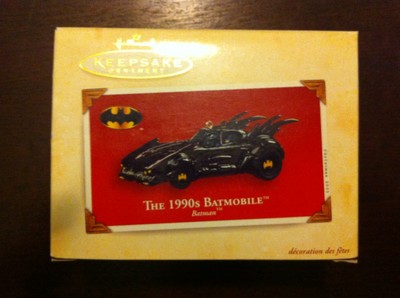 Hallmark
KEEPSAKE
ORNAMENT
THE 1990S BATMOBILE™
Batman™
décoration des fêtes